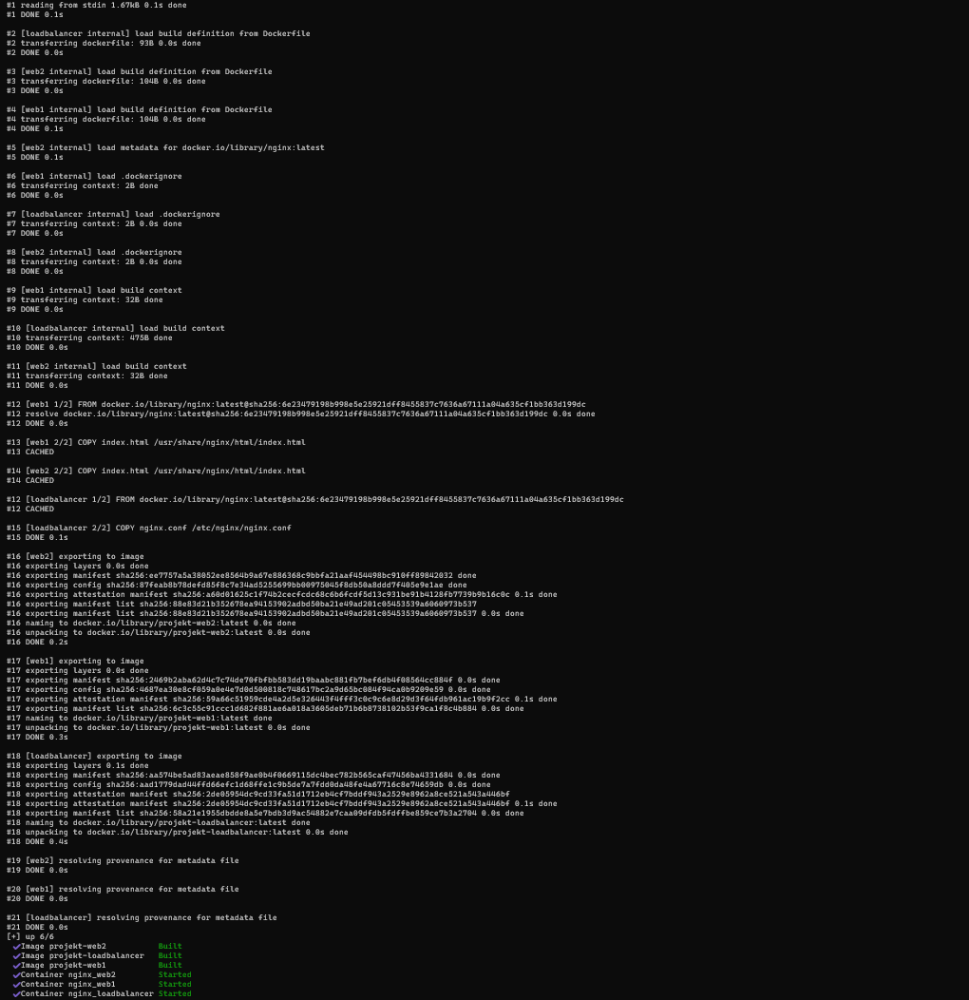 #1 reading from stdin 1.67kB 0.1s done
#1 DONE 0.1s
#2 [loadbalancer internal] load build definition from Dockerfile
#2 transferring dockerfile: 93B 0.0s done
#2 DONE 0.0s
#3 [web2 internal] load build definition from Dockerfile
#3 transferring dockerfile: 104B 0.0s done
#3 DONE 0.0s
#4 [web1 internal] load build definition from Dockerfile
#4 transferring dockerfile: 104B 0.0s done
#4 DONE 0.1s
#5 [web2 internal] load metadata for docker.io/library/nginx:latest
#5 DONE 0.1s
#6 [web1 internal] load .dockerignore
#6 transferring context: 2B done
#6 DONE 0.0s
#7 [loadbalancer internal] load .dockerignore
#7 transferring context: 2B 0.0s done
#7 DONE 0.0s
#8 [web2 internal] load .dockerignore
#8 transferring context: 2B 0.0s done
#8 DONE 0.0s
#9 [web1 internal] load build context
#9 transferring context: 32B done
#9 DONE 0.0s
#10 [loadbalancer internal] load build context
#10 transferring context: 475B done
#10 DONE 0.0s
#11 [web2 internal] load build context
#11 transferring context: 32B done
#11 DONE 0.0s
#12 [web1 1/2] FROM docker.io/library/nginx:latest@sha256:6e23479198b998e5e25921dff8455837c7636a67111a04a635cf1bb363d199dc
#12 resolve docker.io/library/nginx:latest@sha256:6e23479198b998e5e25921dff8455837c7636a67111a04a635cf1bb363d199dc 0.0s done
#12 DONE 0.0s
#13 [web1 2/2] COPY index.html /usr/share/nginx/html/index.html
#13 CACHED
#14 [web2 2/2] COPY index.html /usr/share/nginx/html/index.html
#14 CACHED
#12 [loadbalancer 1/2] FROM docker.io/library/nginx:latest@sha256:6e23479198b998e5e25921dff8455837c7636a67111a04a635cf1bb363d199dc
#12 CACHED
#15 [loadbalancer 2/2] COPY nginx.conf /etc/nginx/nginx.conf
#15 DONE 0.1s
#16 [web2] exporting to image
#16 exporting layers 0.0s done
#16 exporting manifest sha256:ee7757a5a38052ee8564b9a67e886368c9bbfa21aaf454498bc910ff89842032 done
#16 exporting config sha256:87feab8b78defd85f8c7e34ad5255699bb00975045f8db50a8ddd7f405e9e1ae done
#16 exporting attestation manifest sha256:a60d01625c1f74b2cecfcdc68c6b6fcdf5d13c931be91b4128fb7739b9b16c0c 0.1s done
#16 exporting manifest list sha256:88e83d21b352678ea94153902adbd50ba21e49ad201c05453539a6060973b537
#16 exporting manifest list sha256:88e83d21b352678ea94153902adbd50ba21e49ad201c05453539a6060973b537 0.0s done
#16 naming to docker.io/library/projekt-web2:latest 0.0s done
#16 unpacking to docker.io/library/projekt-web2:latest 0.0s done
#16 DONE 0.2s
#17 [web1] exporting to image
#17 exporting layers 0.0s done
#17 exporting manifest sha256:2469b2aba62d4c7c74de70fbfbb583dd19baabc881fb7bef6db4f08564cc884f 0.0s done
#17 exporting config sha256:4687ea30e8cf059a0e4e7d0d500818c748617bc2a9d65bc084f94ca0b9209e59 0.0s done
#17 exporting attestation manifest sha256:59a66c51959cde4a2d5e326443f4fff3c0c9c6e8d29d3f64fdb961ac19b9f2cc 0.1s done
#17 exporting manifest list sha256:6c3c55c91ccc1d682f881ae6a018a3605deb71b6b8738102b53f9ca1f8c4b884 0.0s done
#17 naming to docker.io/library/projekt-web1:latest done
#17 unpacking to docker.io/library/projekt-web1:latest 0.0s done
#17 DONE 0.3s
#18 [loadbalancer] exporting to image
#18 exporting layers 0.1s done
#18 exporting manifest sha256:aa574be5ad83aeae858f9ae0b4f0669115dc4bec782b565caf47456ba4331684 0.0s done
#18 exporting config sha256:aad1779dad44ffd66efc1d68ffe1c9b5de7a7fdd0da48fe4a67716c8e74659db 0.0s done
#18 exporting attestation manifest sha256:2de05954dc9cd33fa51d1712eb4cf7bddf943a2529e8962a8ce521a543a446bf
#18 exporting attestation manifest sha256:2de05954dc9cd33fa51d1712eb4cf7bddf943a2529e8962a8ce521a543a446bf 0.1s done
#18 exporting manifest list sha256:58a21e1955dbdde8a5e7bdb3d9ac54882e7caa09dfdb5fdffbe859ce7b3a2704 0.0s done
#18 naming to docker.io/library/projekt-loadbalancer:latest done
#18 unpacking to docker.io/library/projekt-loadbalancer:latest 0.0s done
#18 DONE 0.4s
#19 [web2] resolving provenance for metadata file
#19 DONE 0.0s
#20 [web1] resolving provenance for metadata file
#20 DONE 0.0s
#21 [loadbalancer] resolving provenance for metadata file
#21 DONE 0.0s
[+] up 6/6
✔Image projekt-web2 Built
✔Image projekt-loadbalancer Built
✔Image projekt-web1 Built
✔Container nginx_web2 Started
✔Container nginx_web1 Started
✔Container nginx_loadbalancer Started